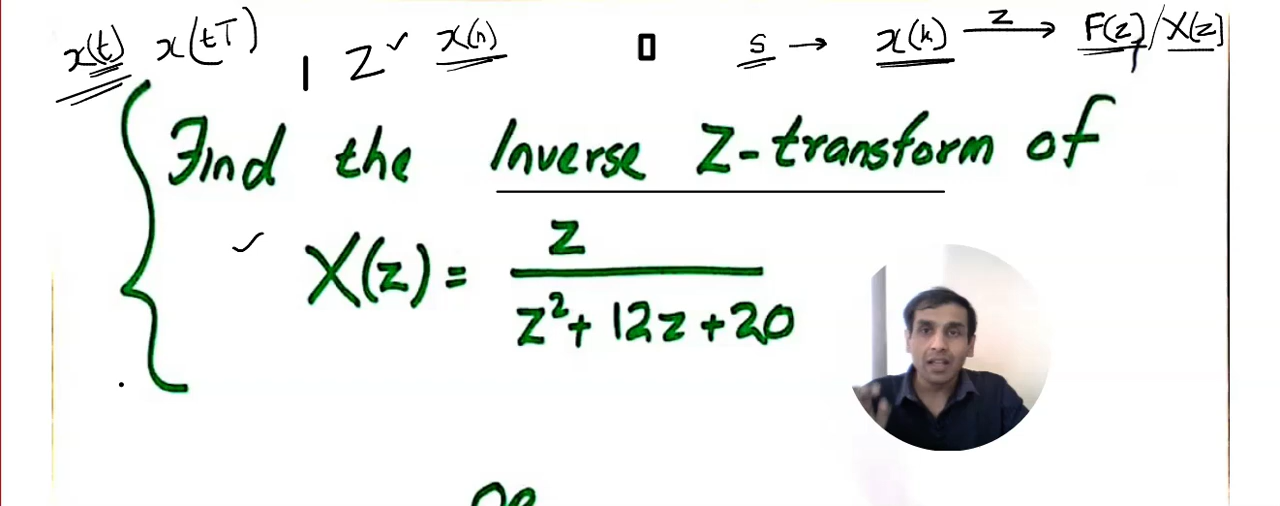 x(t) x(tT) | Z✓ x(n) s → x(k) Z→ F(z)/X(z)
Find the Inverse Z-transform of
✓ X(z) = z / z²+12z+20